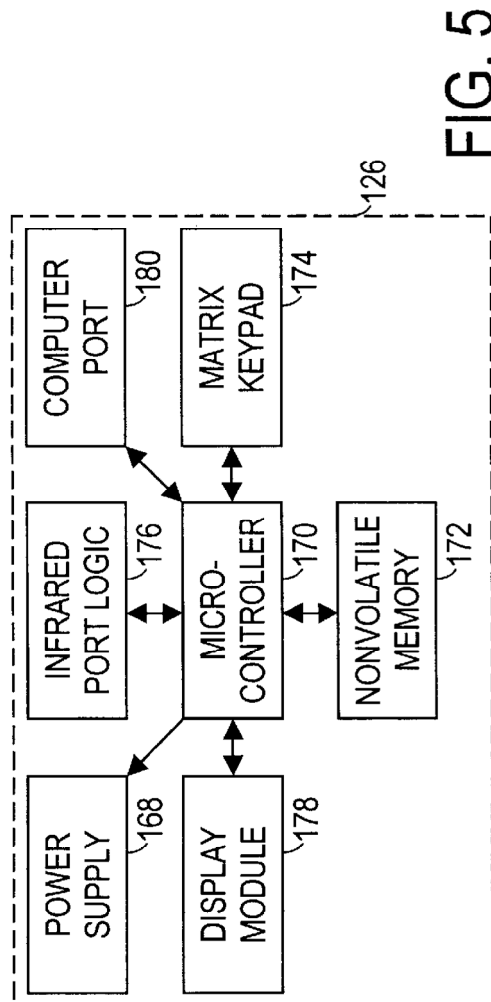 POWER
SUPPLY
168
INFRARED
PORT LOGIC
176
COMPUTER
PORT
180
DISPLAY
MODULE
178
MICRO-
CONTROLLER
170
MATRIX
KEYPAD
174
NONVOLATILE
MEMORY
172
126
FIG. 5